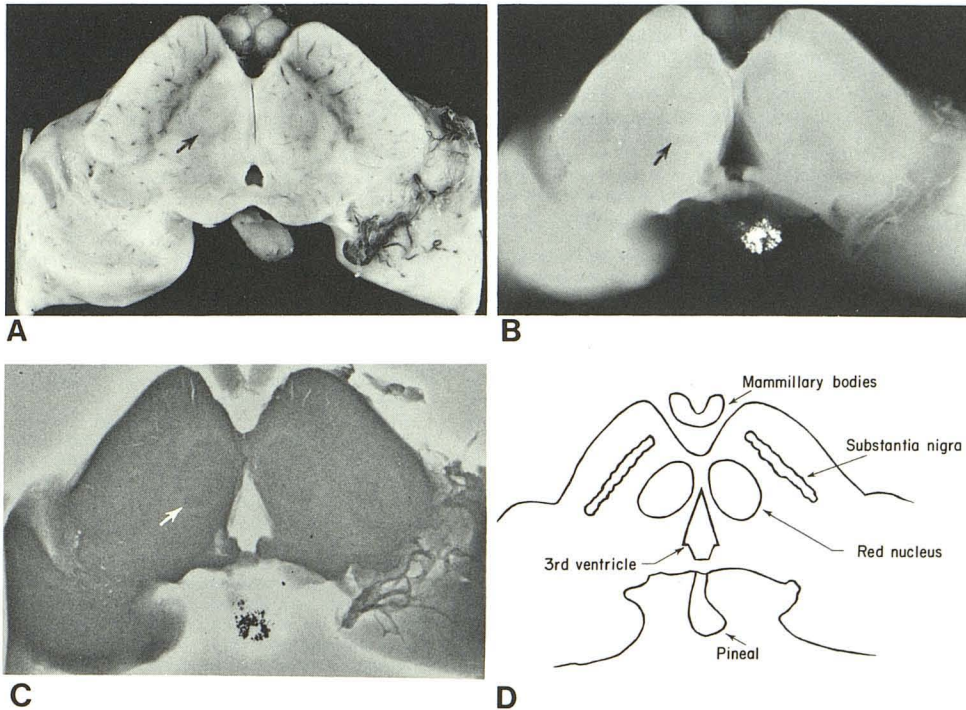 A
B
C
D
Mammillary bodies
Substantia nigra
Red nucleus
3rd ventricle
Pineal